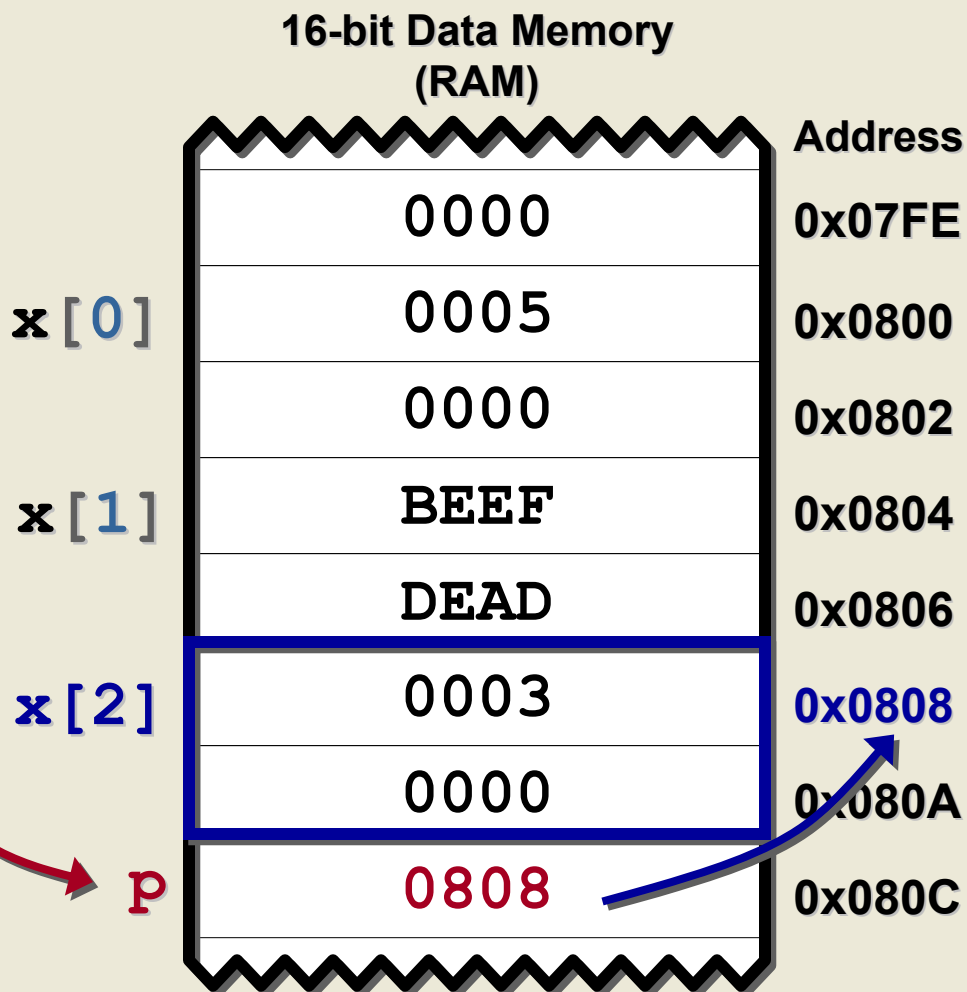 16-bit Data Memory
(RAM)
Address
0000 0x07FE
x[0] 0005 0x0800
0000 0x0802
x[1] BEEF 0x0804
DEAD 0x0806
x[2] 0003 0x0808
0000 0x080A
p 0808 0x080C